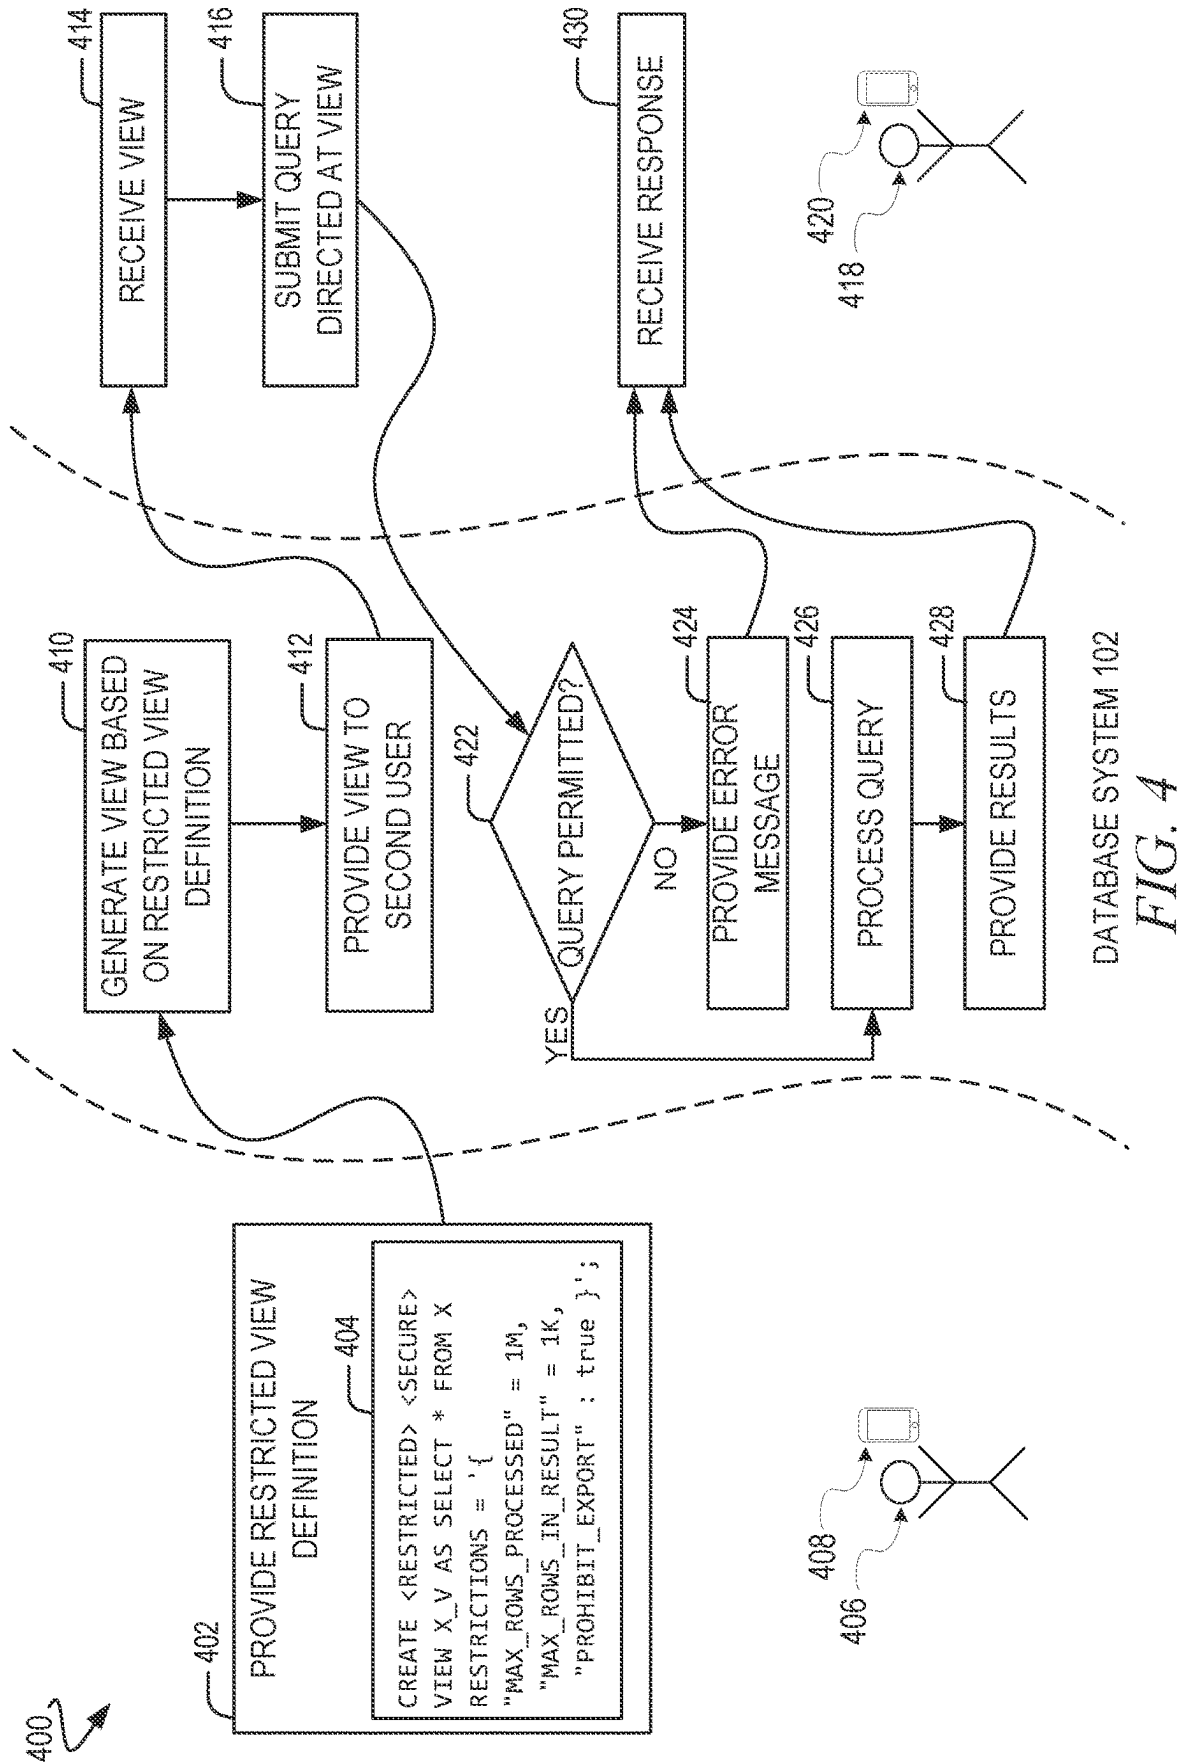 400
402
PROVIDE RESTRICTED VIEW
DEFINITION
404
CREATE <RESTRICTED> <SECURE>
VIEW X_V AS SELECT * FROM X
RESTRICTIONS = '{
"MAX_ROWS_PROCESSED" = 1M,
"MAX_ROWS_IN_RESULT" = 1K,
"PROHIBIT_EXPORT" : true }';
408
406
410
GENERATE VIEW BASED
ON RESTRICTED VIEW
DEFINITION
412
PROVIDE VIEW TO
SECOND USER
422
QUERY PERMITTED?
YES
NO
424
PROVIDE ERROR
MESSAGE
426
PROCESS QUERY
428
PROVIDE RESULTS
DATABASE SYSTEM 102
414
RECEIVE VIEW
416
SUBMIT QUERY
DIRECTED AT VIEW
430
RECEIVE RESPONSE
420
418
FIG. 4